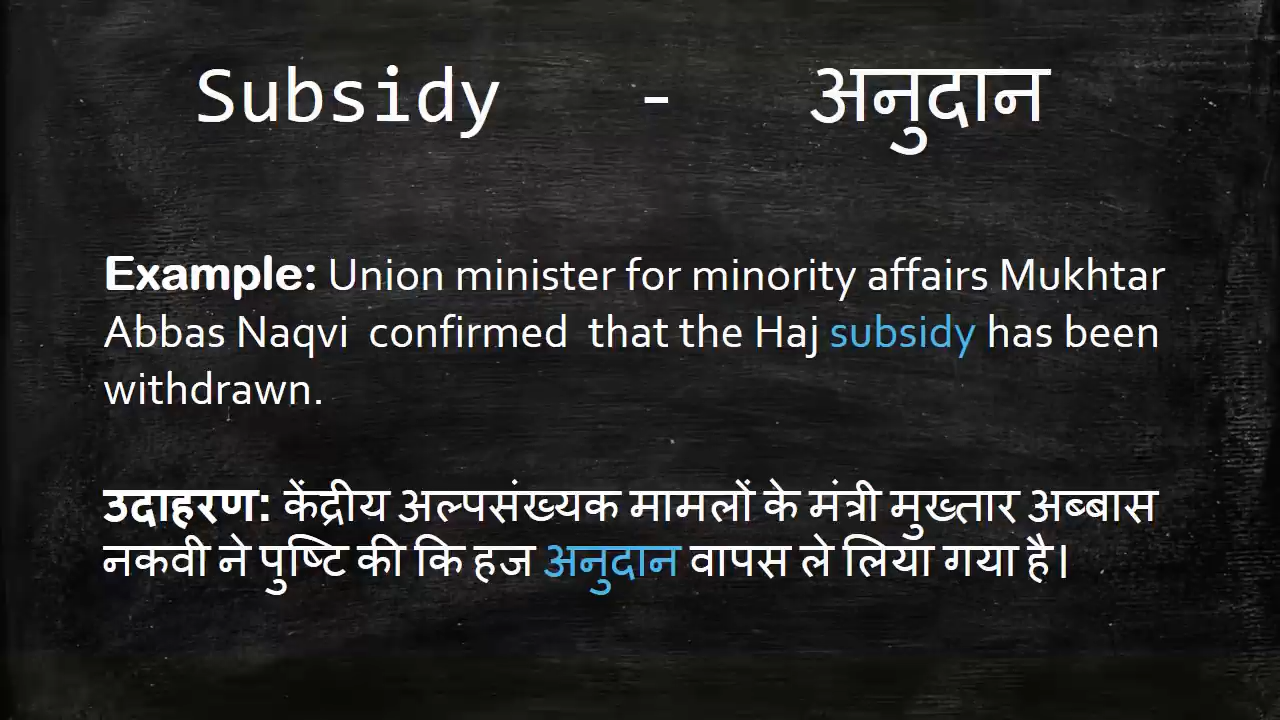 Subsidy - अनुदान
Example: Union minister for minority affairs Mukhtar
Abbas Naqvi confirmed that the Haj subsidy has been
withdrawn.
उदाहरण: केंद्रीय अल्पसंख्यक मामलों के मंत्री मुख्तार अब्बास
नकवी ने पुष्टि की कि हज अनुदान वापस ले लिया गया है।